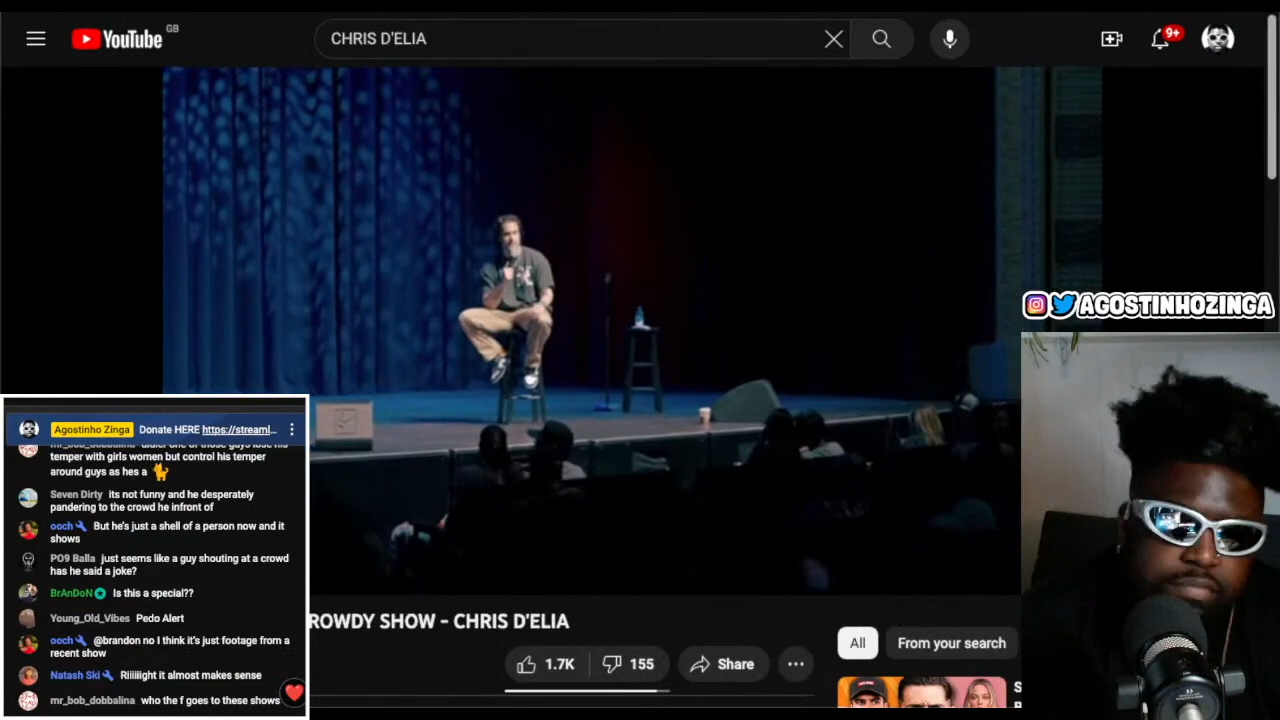 YouTube GB
CHRIS D'ELIA
9+
AGOSTINHOZINGA
Agostinho Zinga Donate HERE https://streaml...
temper with girls women but control his
temper around guys as hes a
Seven Dirty its not funny and he desperately
pandering to the crowd he infront of
ooch But he's just a shell of a person now and it
shows
PO9 Balla just seems like a guy shouting at a crowd
has he said a joke?
BrAnDoN Is this a special??
Young_Old_Vibes Pedo Alert
ooch @brandon no I think it's just footage from a
recent show
Natash Ski Riiiiiight it almost makes sense
mr_bob_dobbalina who the f goes to these shows
ROWDY SHOW - CHRIS D'ELIA
1.7K
155
Share
All
From your search